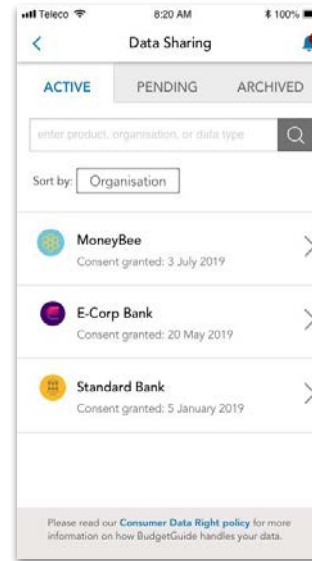 Teleco 8:20 AM 100%
Data Sharing
ACTIVE PENDING ARCHIVED
enter product, organisation, or data type
Sort by: Organisation
MoneyBee
Consent granted: 3 July 2019
E-Corp Bank
Consent granted: 20 May 2019
Standard Bank
Consent granted: 5 January 2019
Please read our Consumer Data Right policy for more
information on how BudgetGuide handles your data.